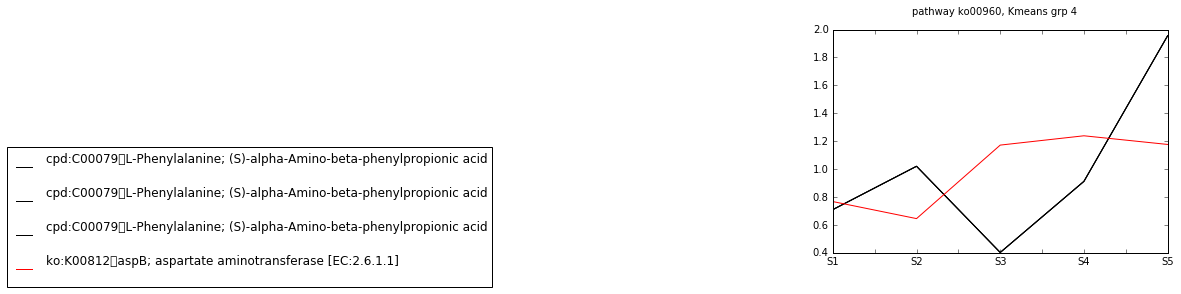 pathway ko00960, Kmeans grp 4
2.0
1.8
1.6
1.4
1.2
1.0
0.8
0.6
0.4
S1 S2 S3 S4 S5
cpd:C00079▯L-Phenylalanine; (S)-alpha-Amino-beta-phenylpropionic acid
cpd:C00079▯L-Phenylalanine; (S)-alpha-Amino-beta-phenylpropionic acid
cpd:C00079▯L-Phenylalanine; (S)-alpha-Amino-beta-phenylpropionic acid
ko:K00812▯aspB; aspartate aminotransferase [EC:2.6.1.1]